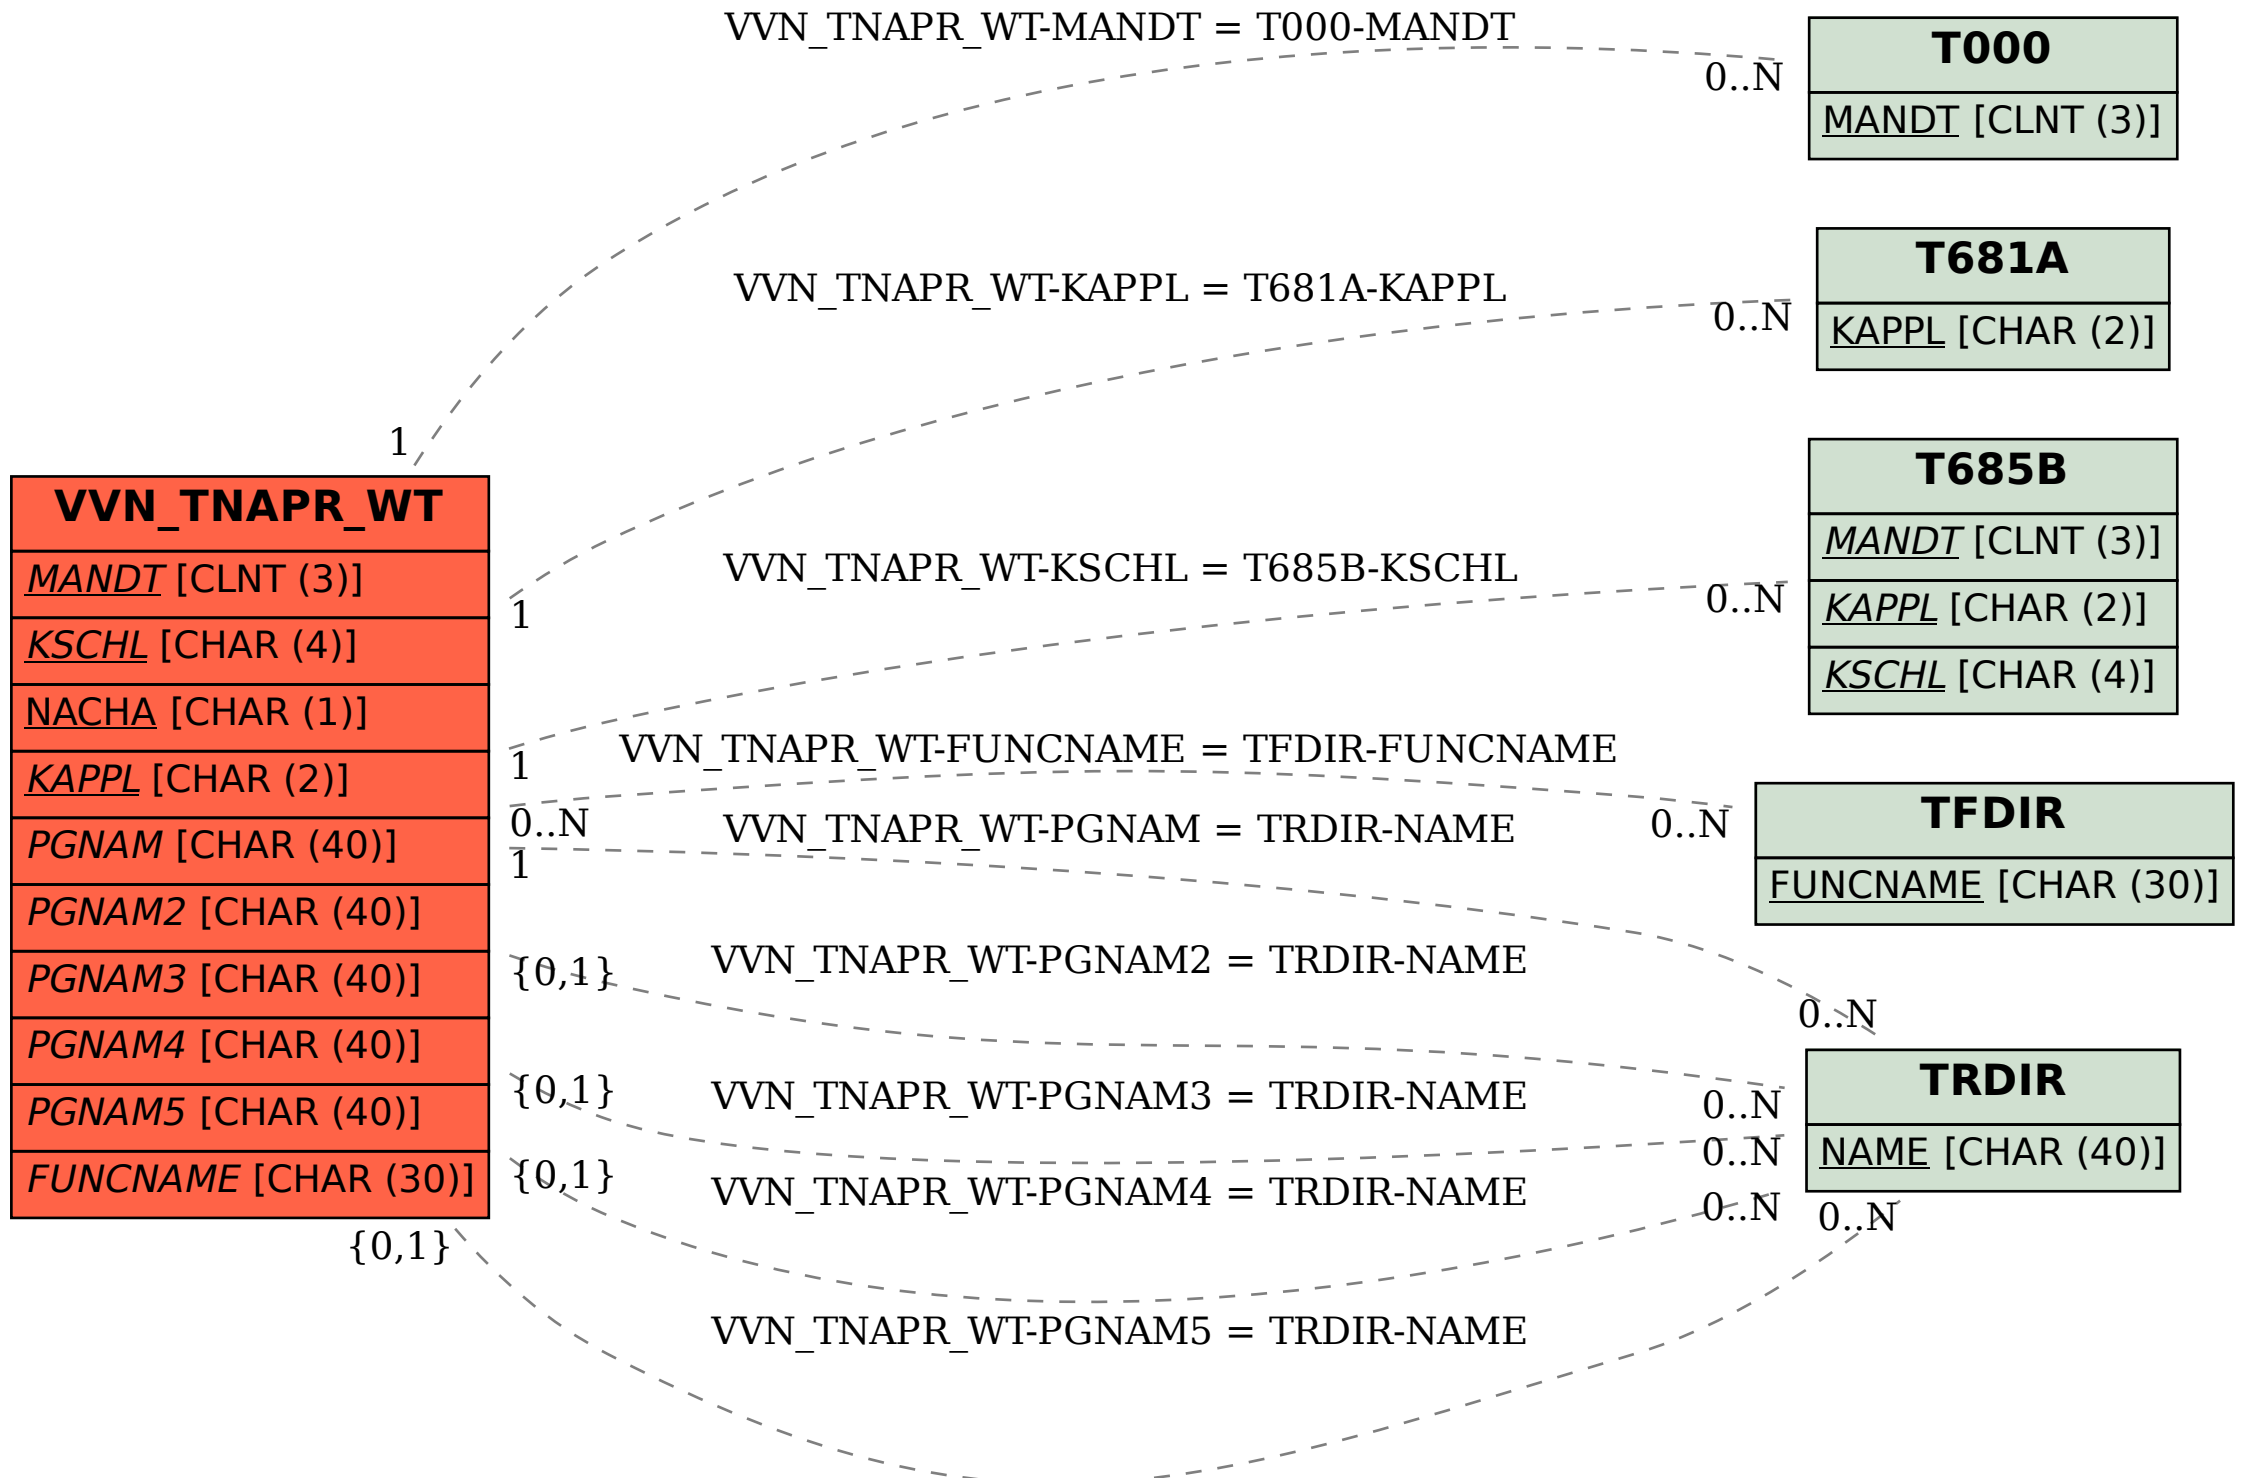 VVN_TNAPR_WT-MANDT = T000-MANDT
0..N
1
T000
MANDT [CLNT (3)]
VVN_TNAPR_WT-KAPPL = T681A-KAPPL
0..N
1
T681A
KAPPL [CHAR (2)]
VVN_TNAPR_WT-KSCHL = T685B-KSCHL
0..N
1
T685B
MANDT [CLNT (3)]
KAPPL [CHAR (2)]
KSCHL [CHAR (4)]
VVN_TNAPR_WT
MANDT [CLNT (3)]
KSCHL [CHAR (4)]
NACHA [CHAR (1)]
KAPPL [CHAR (2)]
PGNAM [CHAR (40)]
PGNAM2 [CHAR (40)]
PGNAM3 [CHAR (40)]
PGNAM4 [CHAR (40)]
PGNAM5 [CHAR (40)]
FUNCNAME [CHAR (30)]
VVN_TNAPR_WT-FUNCNAME = TFDIR-FUNCNAME
0..N
0..N
TFDIR
FUNCNAME [CHAR (30)]
VVN_TNAPR_WT-PGNAM = TRDIR-NAME
1
0..N
VVN_TNAPR_WT-PGNAM2 = TRDIR-NAME
{0,1}
0..N
VVN_TNAPR_WT-PGNAM3 = TRDIR-NAME
{0,1}
0..N
VVN_TNAPR_WT-PGNAM4 = TRDIR-NAME
{0,1}
0..N
VVN_TNAPR_WT-PGNAM5 = TRDIR-NAME
{0,1}
0..N
TRDIR
NAME [CHAR (40)]